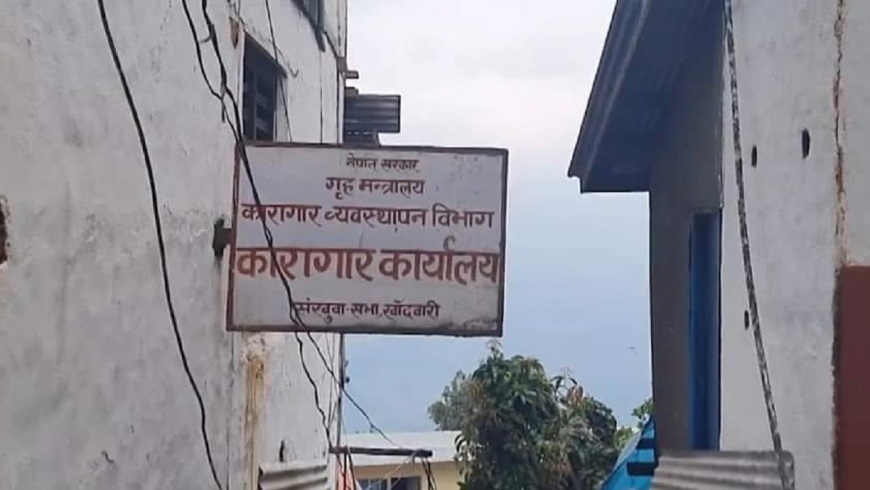 नेपाल सरकार
गृह मन्त्रालय
कारागार व्यवस्थापन विभाग
कारागार कार्यालय
संखुवा-सभा, खाँदबारी